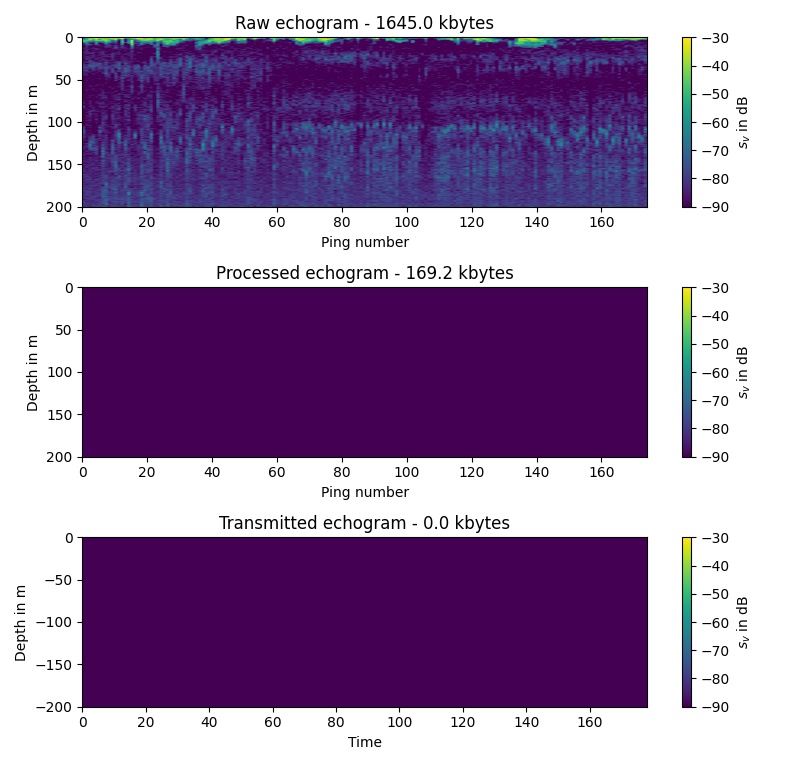 Raw echogram - 1645.0 kbytes
0
50
100
150
200
Depth in m
0 20 40 60 80 100 120 140 160
Ping number
−30
−40
−50
−60
−70
−80
−90
s_v in dB
Processed echogram - 169.2 kbytes
0
50
100
150
200
Depth in m
0 20 40 60 80 100 120 140 160
Ping number
−30
−40
−50
−60
−70
−80
−90
s_v in dB
Transmitted echogram - 0.0 kbytes
0
−50
−100
−150
−200
Depth in m
0 20 40 60 80 100 120 140 160
Time
−30
−40
−50
−60
−70
−80
−90
s_v in dB